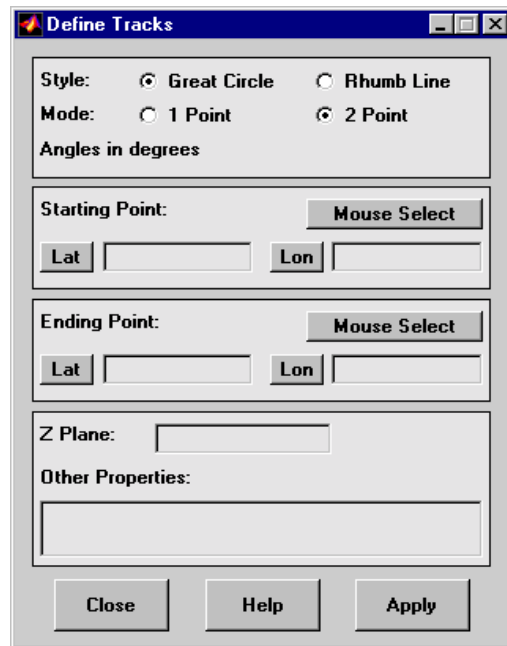 Define Tracks
Style: Great Circle Rhumb Line
Mode: 1 Point 2 Point
Angles in degrees
Starting Point: Mouse Select
Lat Lon
Ending Point: Mouse Select
Lat Lon
Z Plane:
Other Properties:
Close Help Apply